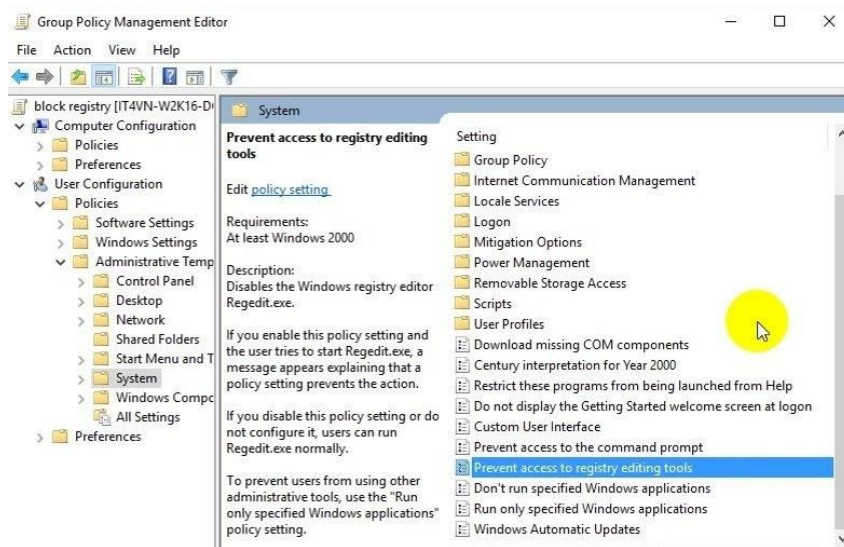 Group Policy Management Editor
File Action View Help
block registry [IT4VN-W2K16-D
Computer Configuration
Policies
Preferences
User Configuration
Policies
Software Settings
Windows Settings
Administrative Temp
Control Panel
Desktop
Network
Shared Folders
Start Menu and T
System
Windows Compc
All Settings
Preferences
System
Prevent access to registry editing
tools
Edit policy setting
Requirements:
At least Windows 2000
Description:
Disables the Windows registry editor
Regedit.exe.
If you enable this policy setting and
the user tries to start Regedit.exe, a
message appears explaining that a
policy setting prevents the action.
If you disable this policy setting or do
not configure it, users can run
Regedit.exe normally.
To prevent users from using other
administrative tools, use the "Run
only specified Windows applications"
policy setting.
Setting
Group Policy
Internet Communication Management
Locale Services
Logon
Mitigation Options
Power Management
Removable Storage Access
Scripts
User Profiles
Download missing COM components
Century interpretation for Year 2000
Restrict these programs from being launched from Help
Do not display the Getting Started welcome screen at logon
Custom User Interface
Prevent access to the command prompt
Prevent access to registry editing tools
Don't run specified Windows applications
Run only specified Windows applications
Windows Automatic Updates